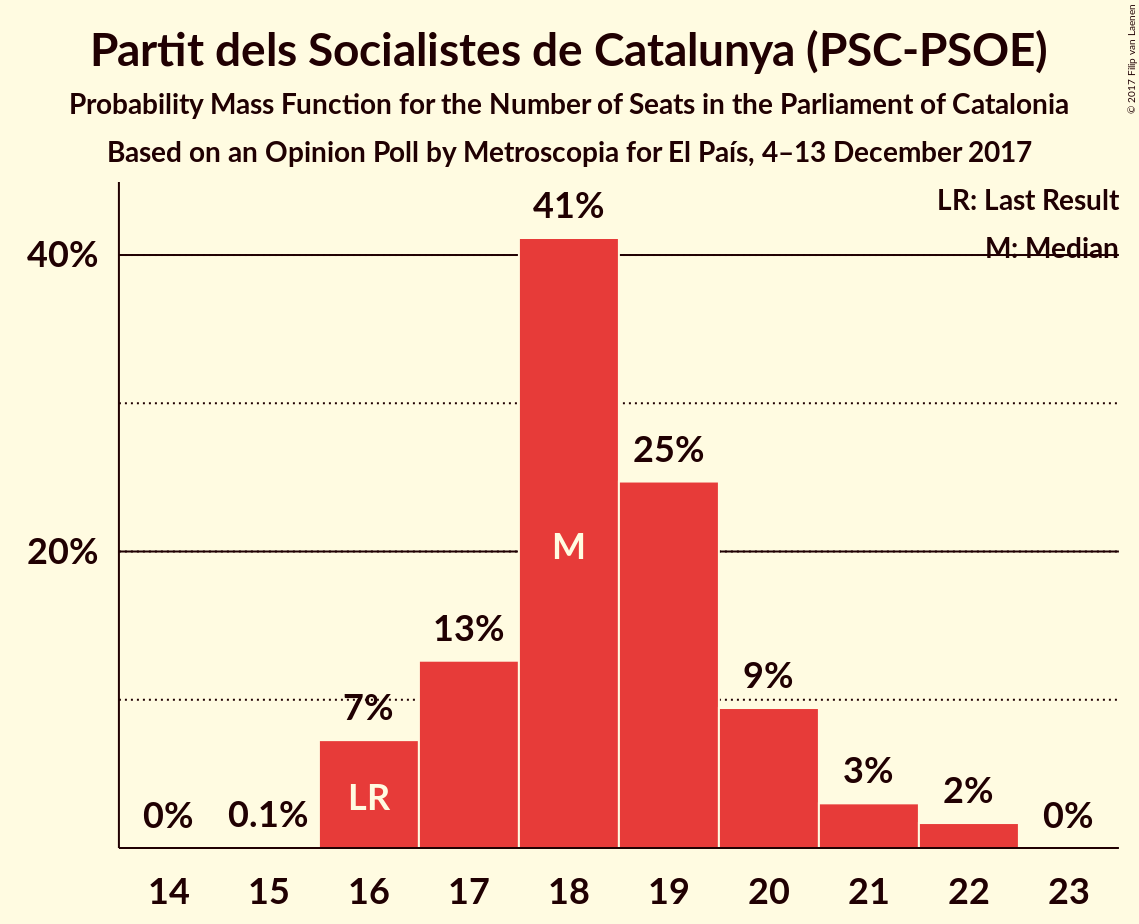 Partit dels Socialistes de Catalunya (PSC-PSOE)
Probability Mass Function for the Number of Seats in the Parliament of Catalonia
Based on an Opinion Poll by Metroscopia for El País, 4–13 December 2017
© 2017 Filip van Laenen
LR: Last Result
M: Median
40%
20%
0%
0.1%
7%
13%
41%
25%
9%
3%
2%
0%
LR
M
14 15 16 17 18 19 20 21 22 23